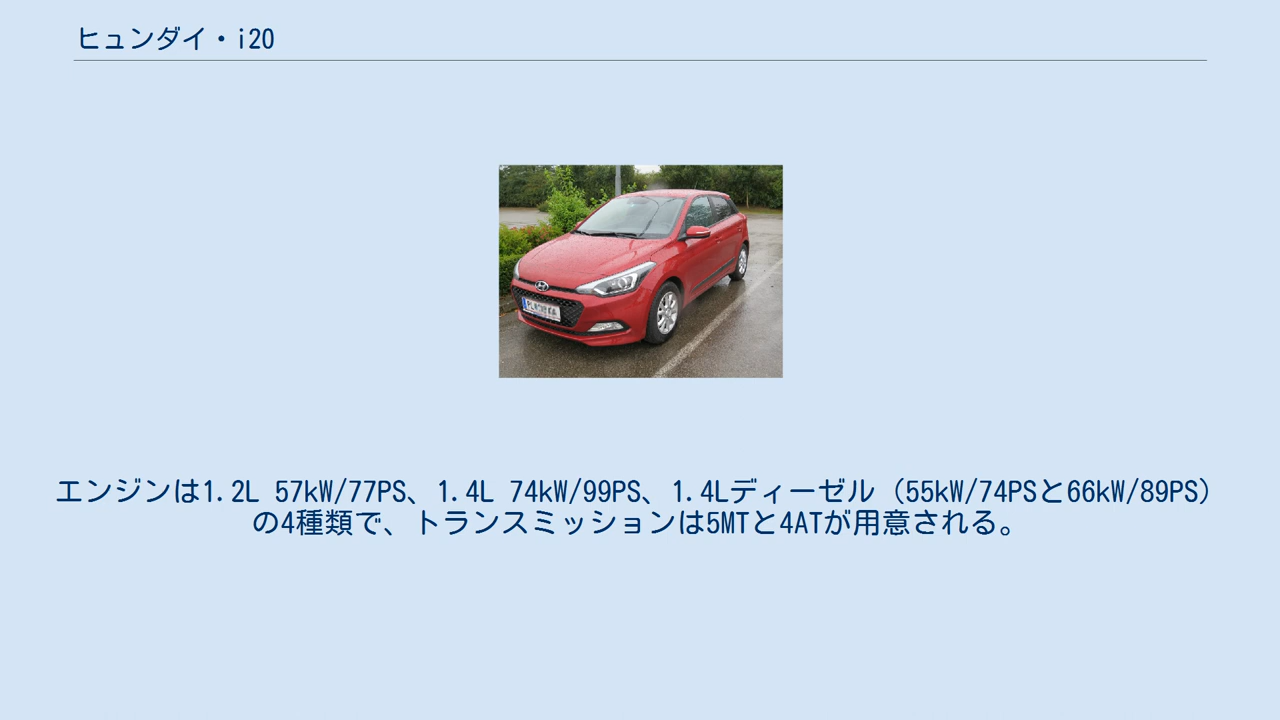 ヒュンダイ・i20
エンジンは1.2L 57kW/77PS、1.4L 74kW/99PS、1.4Lディーゼル（55kW/74PSと66kW/89PS）
の4種類で、トランスミッションは5MTと4ATが用意される。